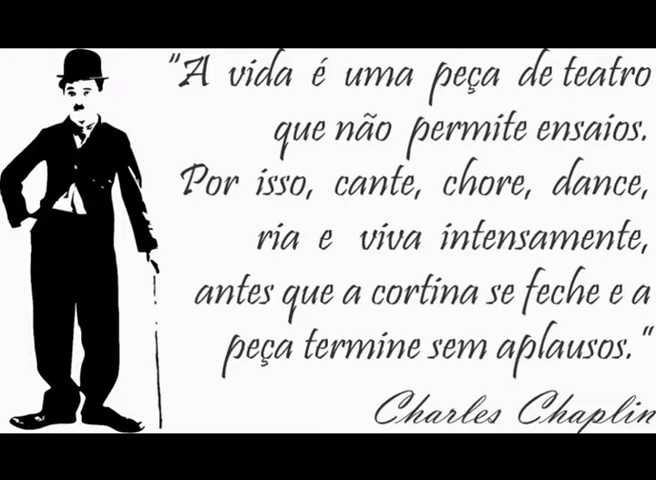 "A vida é uma peça de teatro
que não permite ensaios.
Por isso, cante, chore, dance,
ria e viva intensamente,
antes que a cortina se feche e a
peça termine sem aplausos."
Charles Chaplin